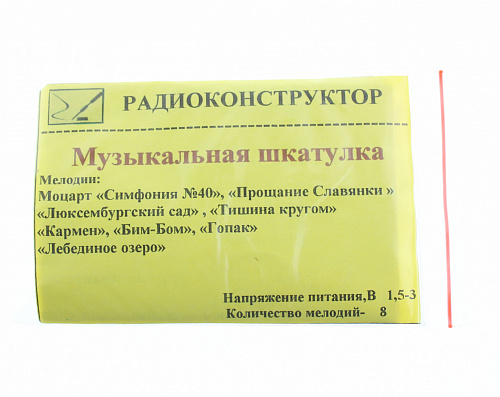 РАДИОКОНСТРУКТОР
Музыкальная шкатулка
Мелодии:
Моцарт «Симфония №40», «Прощание Славянки »
«Люксембургский сад» , «Тишина кругом»
«Кармен», «Бим-Бом», «Гопак»
«Лебединое озеро»
Напряжение питания,В 1,5-3
Количество мелодий- 8